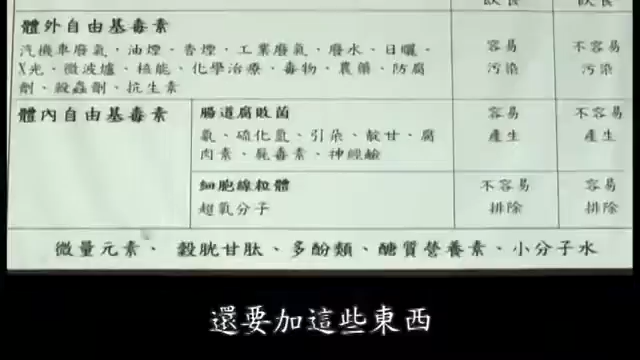 體外自由基毒素
汽機車廢氣,油煙、香煙、工業廢氣、廢水、日曬、
X光、微波爐、核能、化學治療、毒物、農藥、防腐
劑、殺蟲劑、抗生素
容易
污染
不容易
污染
體內自由基毒素
腸道腐敗菌
氨、硫化氫、引朵、靛甘、腐
肉素、屍毒素、神經鹼
容易
產生
不容易
產生
細胞線粒體
超氧分子
不容易
排除
容易
排除
微量元素、穀胱甘肽、多酚類、醣質營養素、小分子水
還要加這些東西